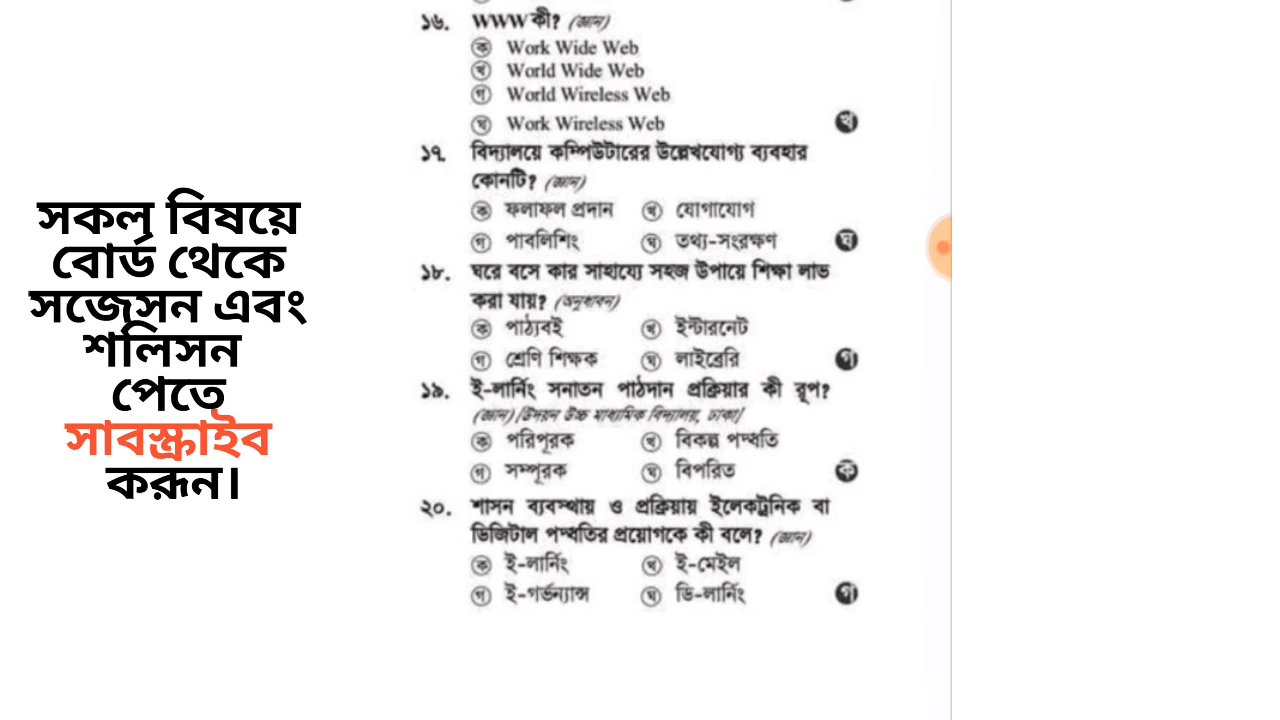 সকল বিষয়ে
বোর্ড থেকে
সজেসন এবং
শলিসন
পেতে
সাবস্ক্রাইব
করূন।
১৬. WWW কী? (জ্ঞান)
ক Work Wide Web
খ World Wide Web
গ World Wireless Web
ঘ Work Wireless Web খ
১৭. বিদ্যালয়ে কম্পিউটারের উল্লেখযোগ্য ব্যবহার
কোনটি? (জ্ঞান)
ক ফলাফল প্রদান খ যোগাযোগ
গ পাবলিশিং ঘ তথ্য-সংরক্ষণ ঘ
১৮. ঘরে বসে কার সাহায্যে সহজ উপায়ে শিক্ষা লাভ
করা যায়? (অনুধাবন)
ক পাঠ্যবই খ ইন্টারনেট
গ শ্রেণি শিক্ষক ঘ লাইব্রেরি গ
১৯. ই-লার্নিং সনাতন পাঠদান প্রক্রিয়ার কী রূপ?
(জ্ঞান) [উদয়ন উচ্চ মাধ্যমিক বিদ্যালয়, ঢাকা]
ক পরিপূরক খ বিকল্প পদ্ধতি
গ সম্পূরক ঘ বিপরিত ক
২০. শাসন ব্যবস্থায় ও প্রক্রিয়ায় ইলেকট্রনিক বা
ডিজিটাল পদ্ধতির প্রয়োগকে কী বলে? (জ্ঞান)
ক ই-লার্নিং খ ই-মেইল
গ ই-গর্ভন্যান্স ঘ ডি-লার্নিং গ